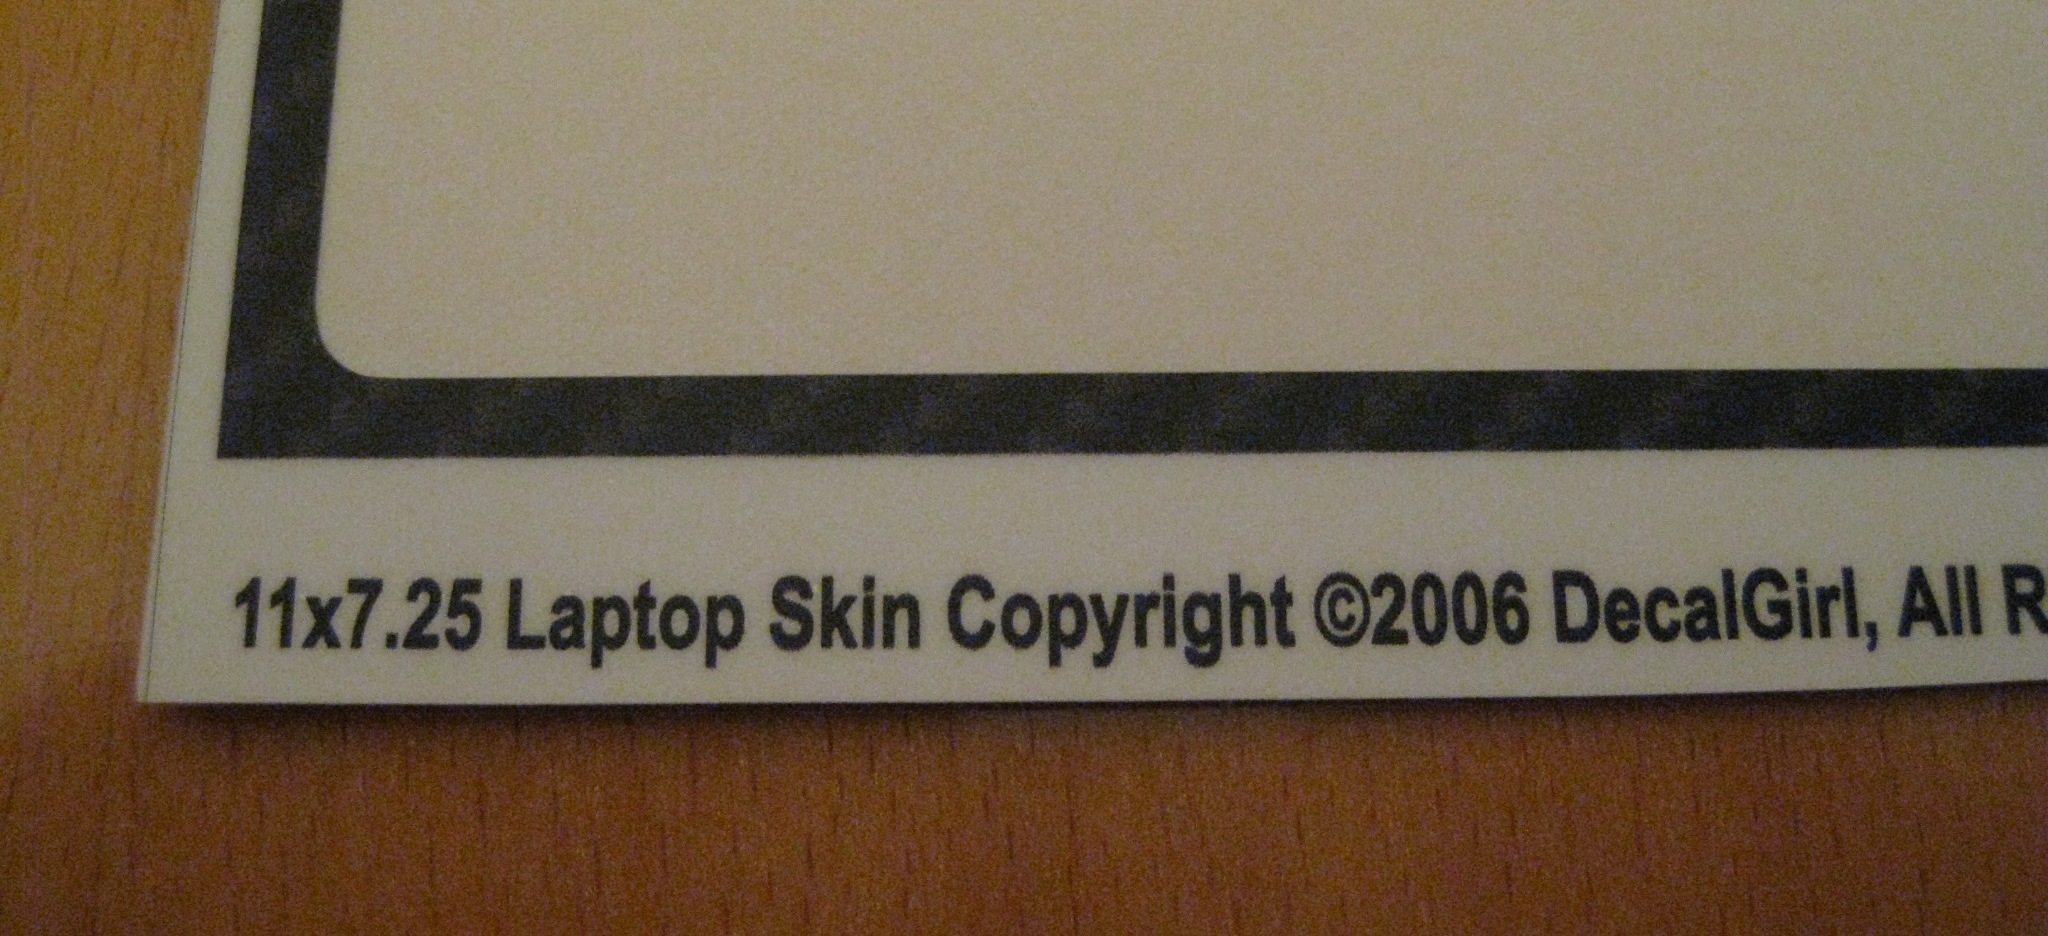 11x7.25 Laptop Skin Copyright ©2006 DecalGirl, All R